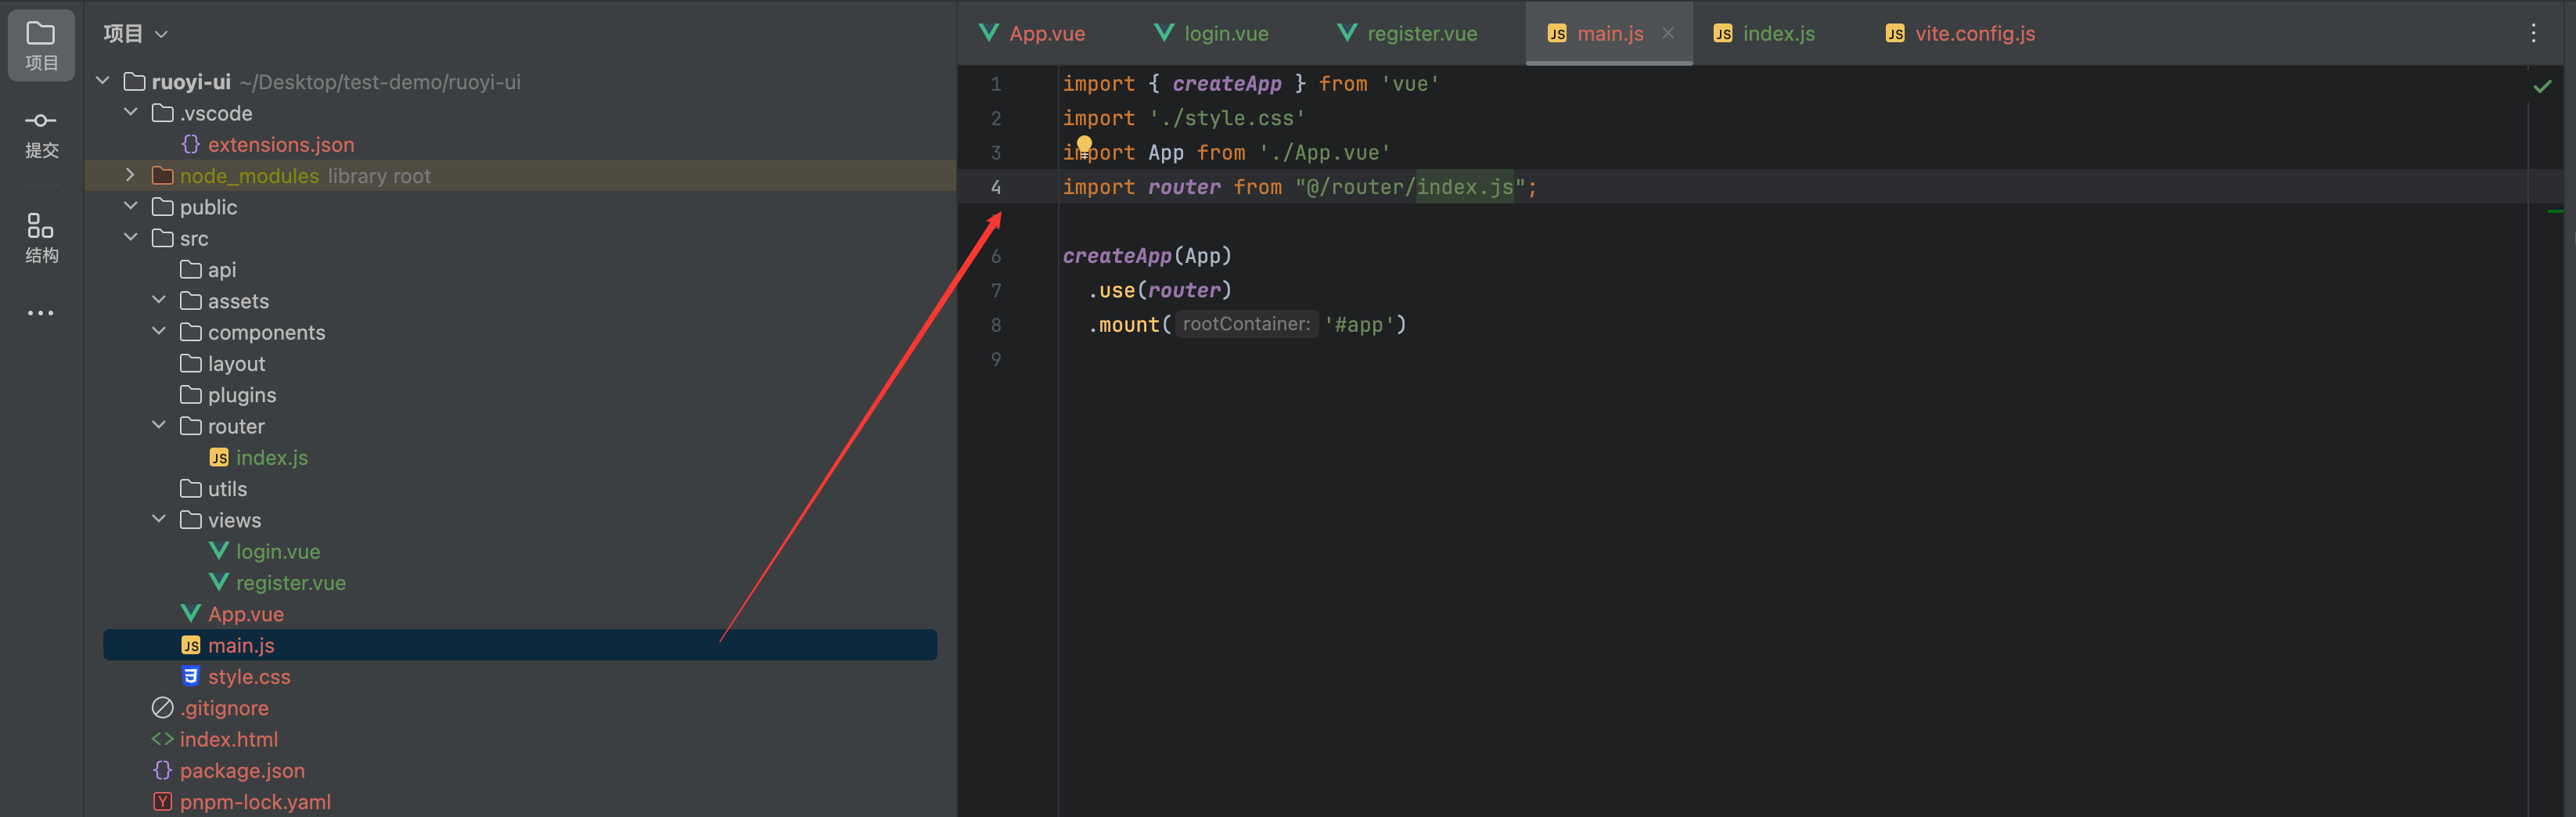 项目
提交
结构
项目
ruoyi-ui ~/Desktop/test-demo/ruoyi-ui
.vscode
{} extensions.json
node_modules library root
public
src
api
assets
components
layout
plugins
router
JS index.js
utils
views
login.vue
register.vue
App.vue
JS main.js
style.css
.gitignore
<> index.html
{} package.json
Y pnpm-lock.yaml
App.vue login.vue register.vue JS main.js × JS index.js JS vite.config.js
1 import { createApp } from 'vue'
2 import './style.css'
3 import App from './App.vue'
4 import router from "@/router/index.js";
6 createApp(App)
7 .use(router)
8 .mount( rootContainer: '#app')
9